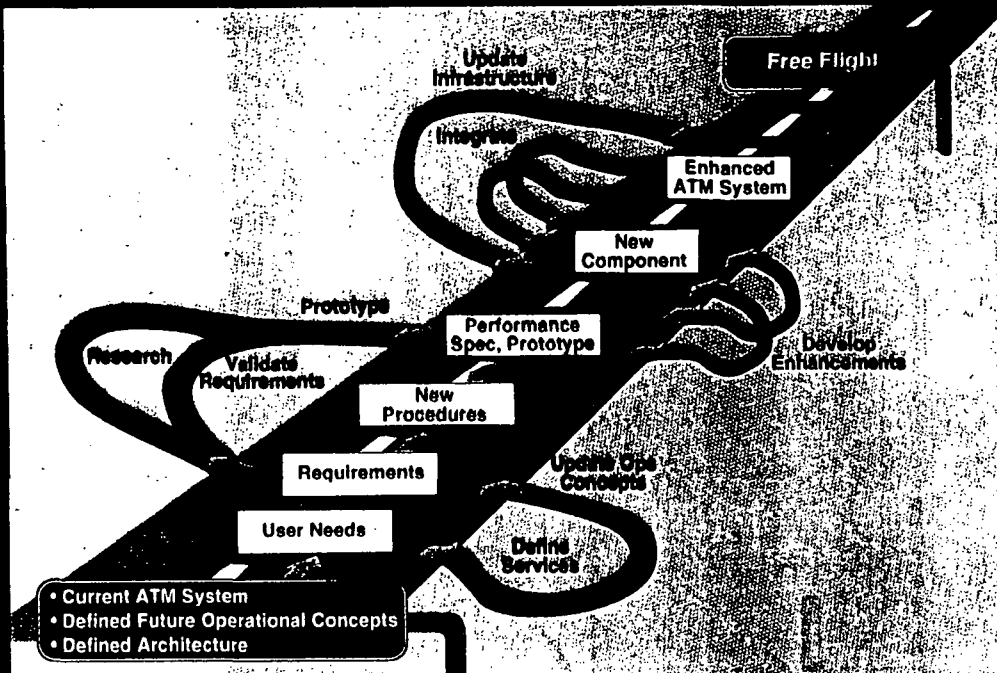 Update
Infrastructure
Free Flight
Integrate
Enhanced
ATM System
New
Component
Prototype
Performance
Spec, Prototype
Research
Validate
Requirements
Develop
Enhancements
New
Procedures
Requirements
Update Ops
Concepts
User Needs
Define
Services
• Current ATM System
• Defined Future Operational Concepts
• Defined Architecture